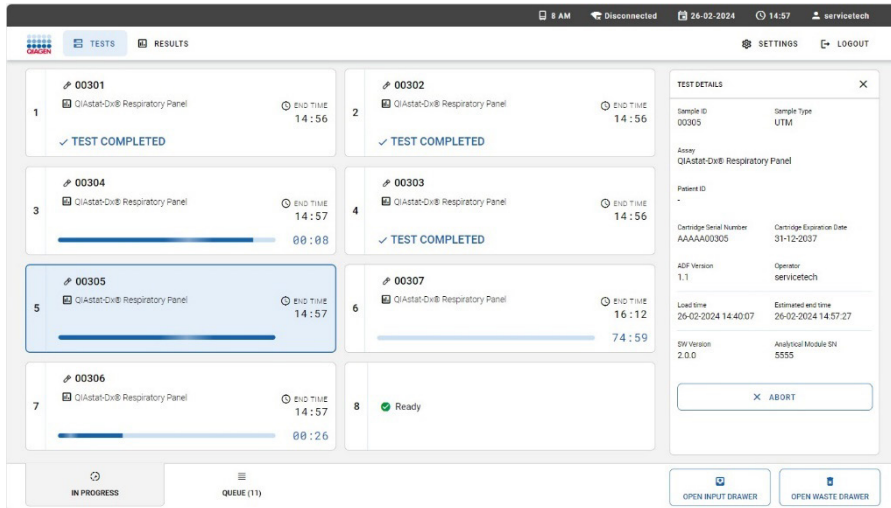 8 AM Disconnected 26-02-2024 14:57 servicetech
QIAGEN TESTS RESULTS SETTINGS LOGOUT
1
00301
QIAstat-Dx® Respiratory Panel
END TIME
14:56
TEST COMPLETED
2
00302
QIAstat-Dx® Respiratory Panel
END TIME
14:56
TEST COMPLETED
3
00304
QIAstat-Dx® Respiratory Panel
END TIME
14:57
00:08
4
00303
QIAstat-Dx® Respiratory Panel
END TIME
14:56
TEST COMPLETED
5
00305
QIAstat-Dx® Respiratory Panel
END TIME
14:57
6
00307
QIAstat-Dx® Respiratory Panel
END TIME
16:12
74:59
7
00306
QIAstat-Dx® Respiratory Panel
END TIME
14:57
00:26
8
Ready
TEST DETAILS
Sample ID Sample Type
00305 UTM
Assay
QIAstat-Dx® Respiratory Panel
Patient ID
-
Cartridge Serial Number Cartridge Expiration Date
AAAAA00305 31-12-2037
ADF Version Operator
1.1 servicetech
Load time Estimated end time
26-02-2024 14:40:07 26-02-2024 14:57:27
SW Version Analytical Module SN
2.0.0 5555
ABORT
IN PROGRESS
QUEUE (11)
OPEN INPUT DRAWER
OPEN WASTE DRAWER